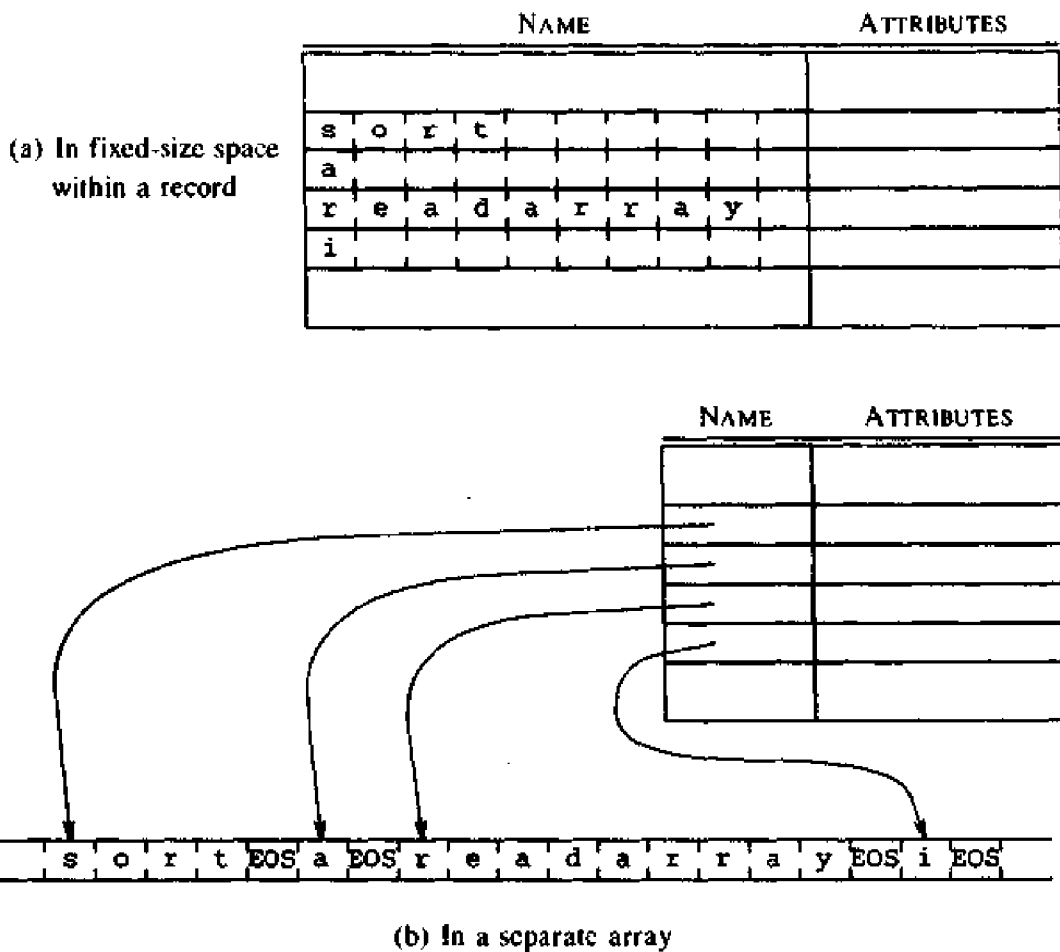 NAME ATTRIBUTES
(a) In fixed-size space
within a record
s o r t
a
r e a d a r r a y
i
NAME ATTRIBUTES
s o r t EOS a EOS r e a d a r r a y EOS i EOS
(b) In a separate array